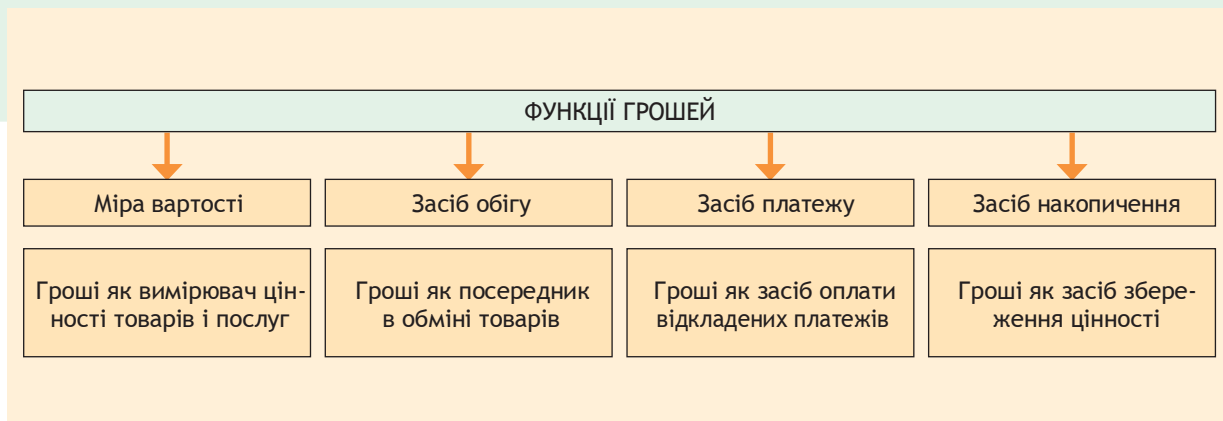 ФУНКЦІЇ ГРОШЕЙ
Міра вартості
Засіб обігу
Засіб платежу
Засіб накопичення
Гроші як вимірювач цін-
ності товарів і послуг
Гроші як посередник
в обміні товарів
Гроші як засіб оплати
відкладених платежів
Гроші як засіб збере-
ження цінності